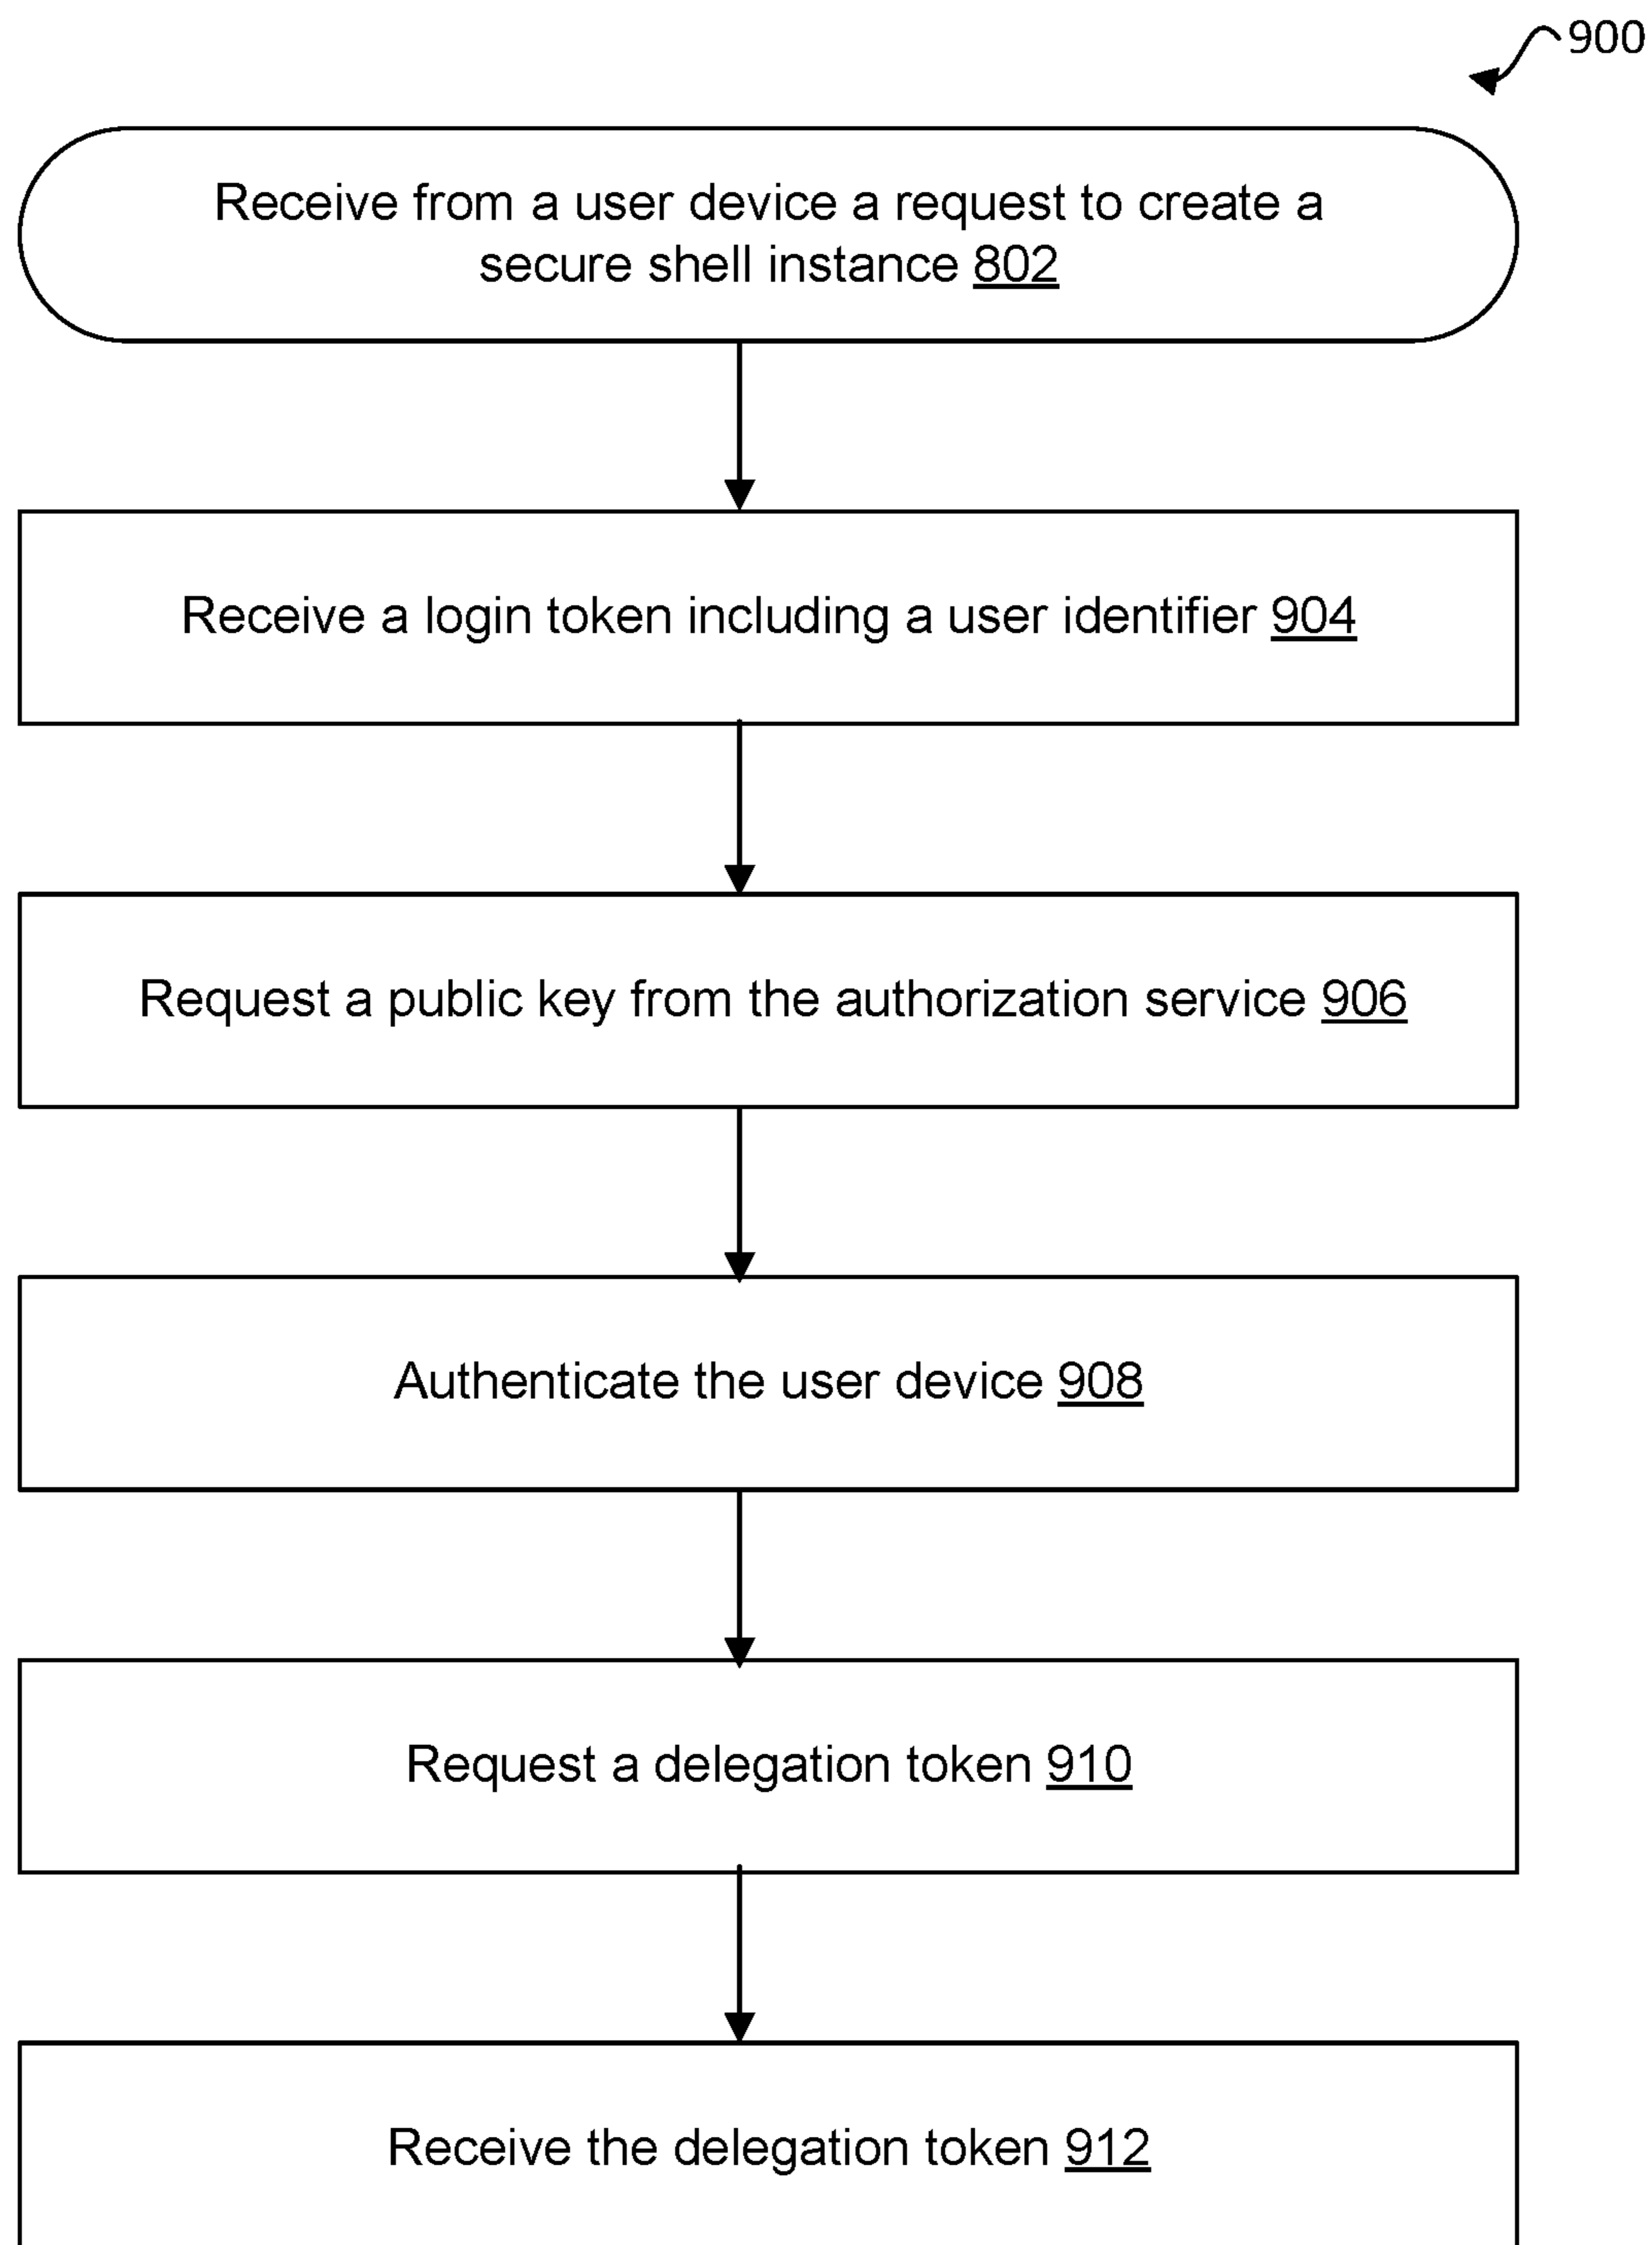 900
Receive from a user device a request to create a
secure shell instance 802
Receive a login token including a user identifier 904
Request a public key from the authorization service 906
Authenticate the user device 908
Request a delegation token 910
Receive the delegation token 912